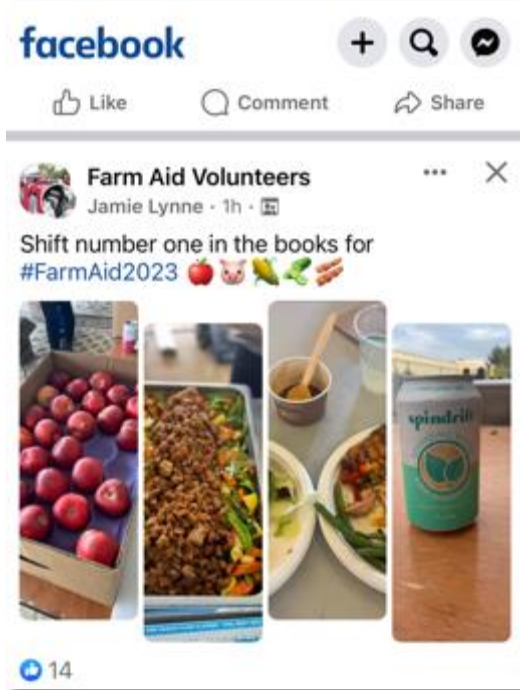 facebook
Like Comment Share
Farm Aid Volunteers
Jamie Lynne · 1h ·
Shift number one in the books for
#FarmAid2023 🍎🐷🌽🥒🥓
spindrift
14